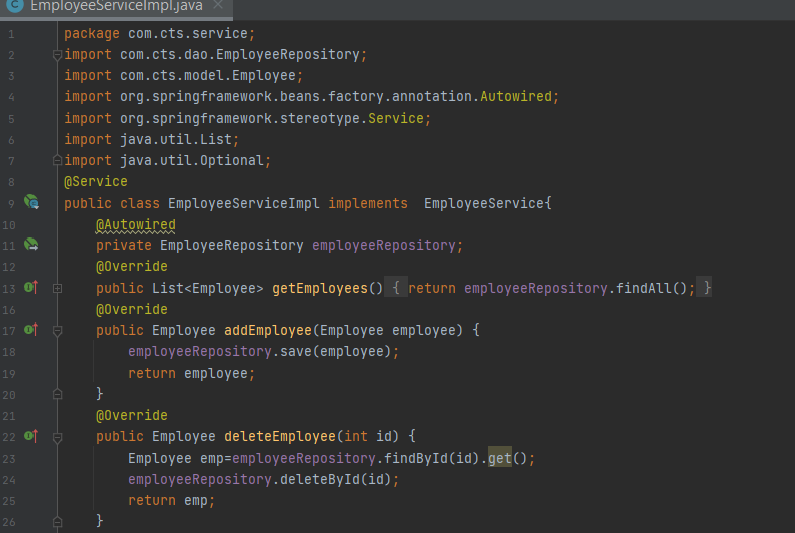 EmployeeServiceImpl.java
1 package com.cts.service;
2 import com.cts.dao.EmployeeRepository;
3 import com.cts.model.Employee;
4 import org.springframework.beans.factory.annotation.Autowired;
5 import org.springframework.stereotype.Service;
6 import java.util.List;
7 import java.util.Optional;
8 @Service
9 public class EmployeeServiceImpl implements  EmployeeService{
10 @Autowired
11 private EmployeeRepository employeeRepository;
12 @Override
13 public List<Employee> getEmployees() { return employeeRepository.findAll(); }
16 @Override
17 public Employee addEmployee(Employee employee) {
18 employeeRepository.save(employee);
19 return employee;
20 }
21 @Override
22 public Employee deleteEmployee(int id) {
23 Employee emp=employeeRepository.findById(id).get();
24 employeeRepository.deleteById(id);
25 return emp;
26 }